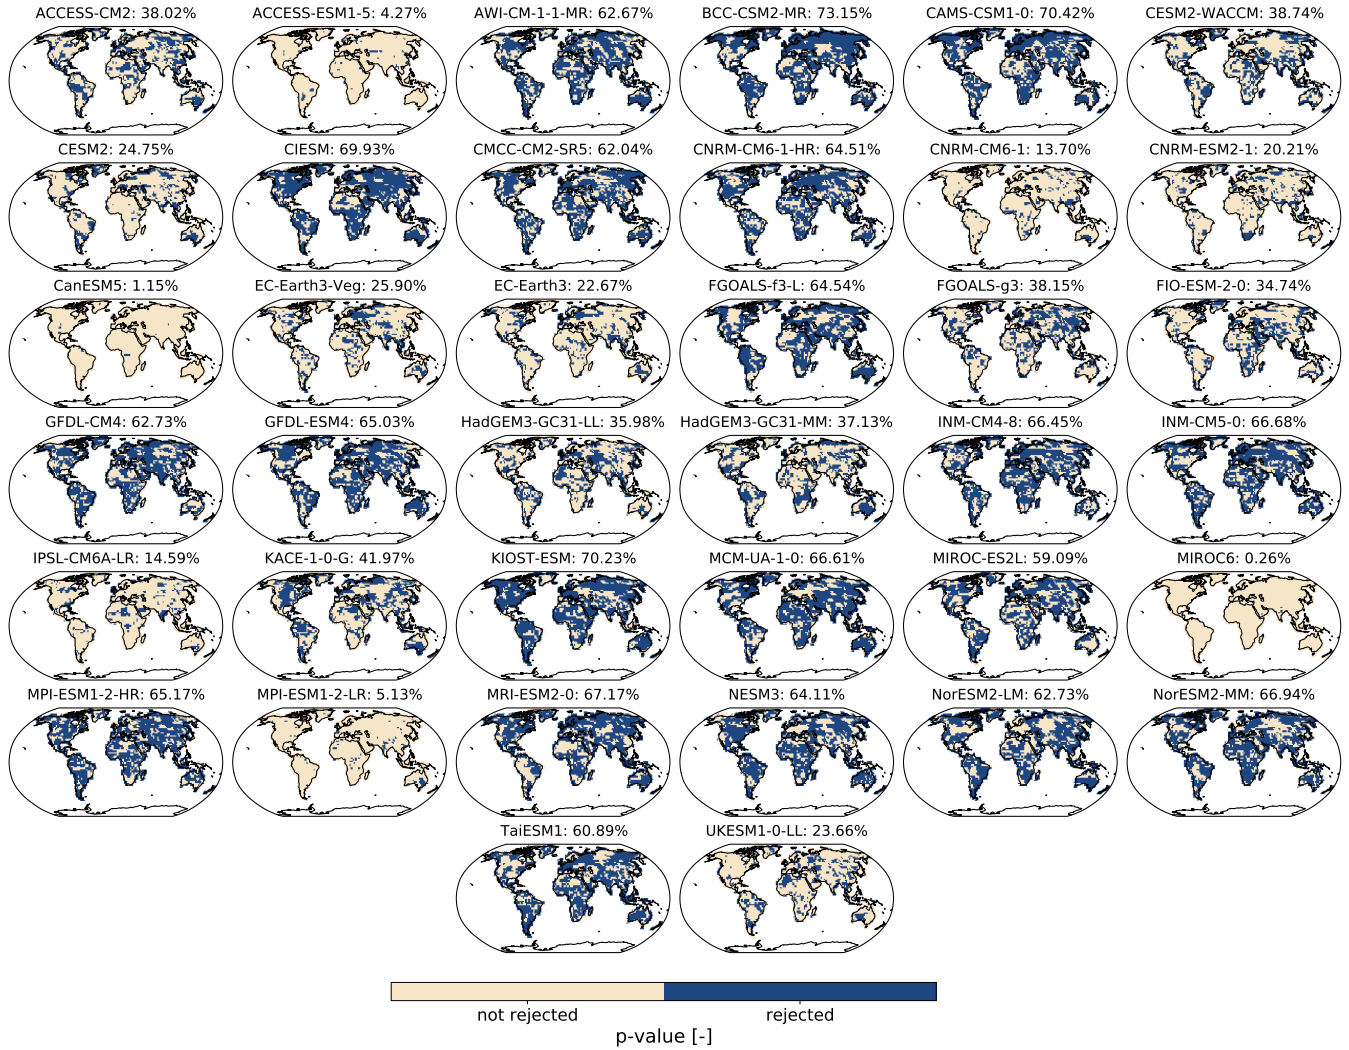 ACCESS-CM2: 38.02%
ACCESS-ESM1-5: 4.27%
AWI-CM-1-1-MR: 62.67%
BCC-CSM2-MR: 73.15%
CAMS-CSM1-0: 70.42%
CESM2-WACCM: 38.74%
CESM2: 24.75%
CIESM: 69.93%
CMCC-CM2-SR5: 62.04%
CNRM-CM6-1-HR: 64.51%
CNRM-CM6-1: 13.70%
CNRM-ESM2-1: 20.21%
CanESM5: 1.15%
EC-Earth3-Veg: 25.90%
EC-Earth3: 22.67%
FGOALS-f3-L: 64.54%
FGOALS-g3: 38.15%
FIO-ESM-2-0: 34.74%
GFDL-CM4: 62.73%
GFDL-ESM4: 65.03%
HadGEM3-GC31-LL: 35.98%
HadGEM3-GC31-MM: 37.13%
INM-CM4-8: 66.45%
INM-CM5-0: 66.68%
IPSL-CM6A-LR: 14.59%
KACE-1-0-G: 41.97%
KIOST-ESM: 70.23%
MCM-UA-1-0: 66.61%
MIROC-ES2L: 59.09%
MIROC6: 0.26%
MPI-ESM1-2-HR: 65.17%
MPI-ESM1-2-LR: 5.13%
MRI-ESM2-0: 67.17%
NESM3: 64.11%
NorESM2-LM: 62.73%
NorESM2-MM: 66.94%
TaiESM1: 60.89%
UKESM1-0-LL: 23.66%
not rejected
rejected
p-value [-]